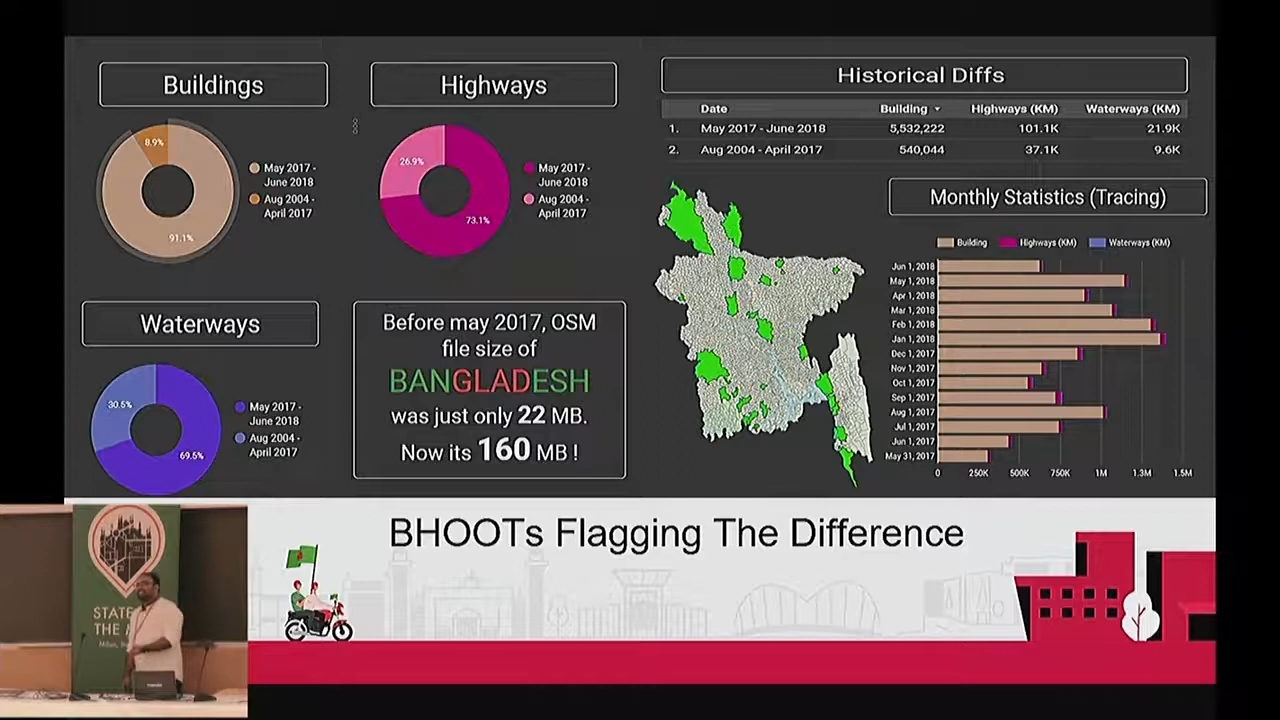 Buildings
8.9%
91.1%
May 2017 -
June 2018
Aug 2004 -
April 2017
Highways
26.9%
73.1%
May 2017 -
June 2018
Aug 2004 -
April 2017
Historical Diffs
Date Building Highways (KM) Waterways (KM)
1. May 2017 - June 2018 5,532,222 101.1K 21.9K
2. Aug 2004 - April 2017 540,044 37.1K 9.6K
Waterways
30.5%
69.5%
May 2017 -
June 2018
Aug 2004 -
April 2017
Before may 2017, OSM
file size of
BANGLADESH
was just only 22 MB.
Now its 160 MB !
Monthly Statistics (Tracing)
Building Highways (KM) Waterways (KM)
Jun 1, 2018
May 1, 2018
Apr 1, 2018
Mar 1, 2018
Feb 1, 2018
Jan 1, 2018
Dec 1, 2017
Nov 1, 2017
Oct 1, 2017
Sep 1, 2017
Aug 1, 2017
Jul 1, 2017
Jun 1, 2017
May 31, 2017
0 250K 500K 750K 1M 1.3M 1.5M
BHOOTs Flagging The Difference
STATE
THE
Milan,